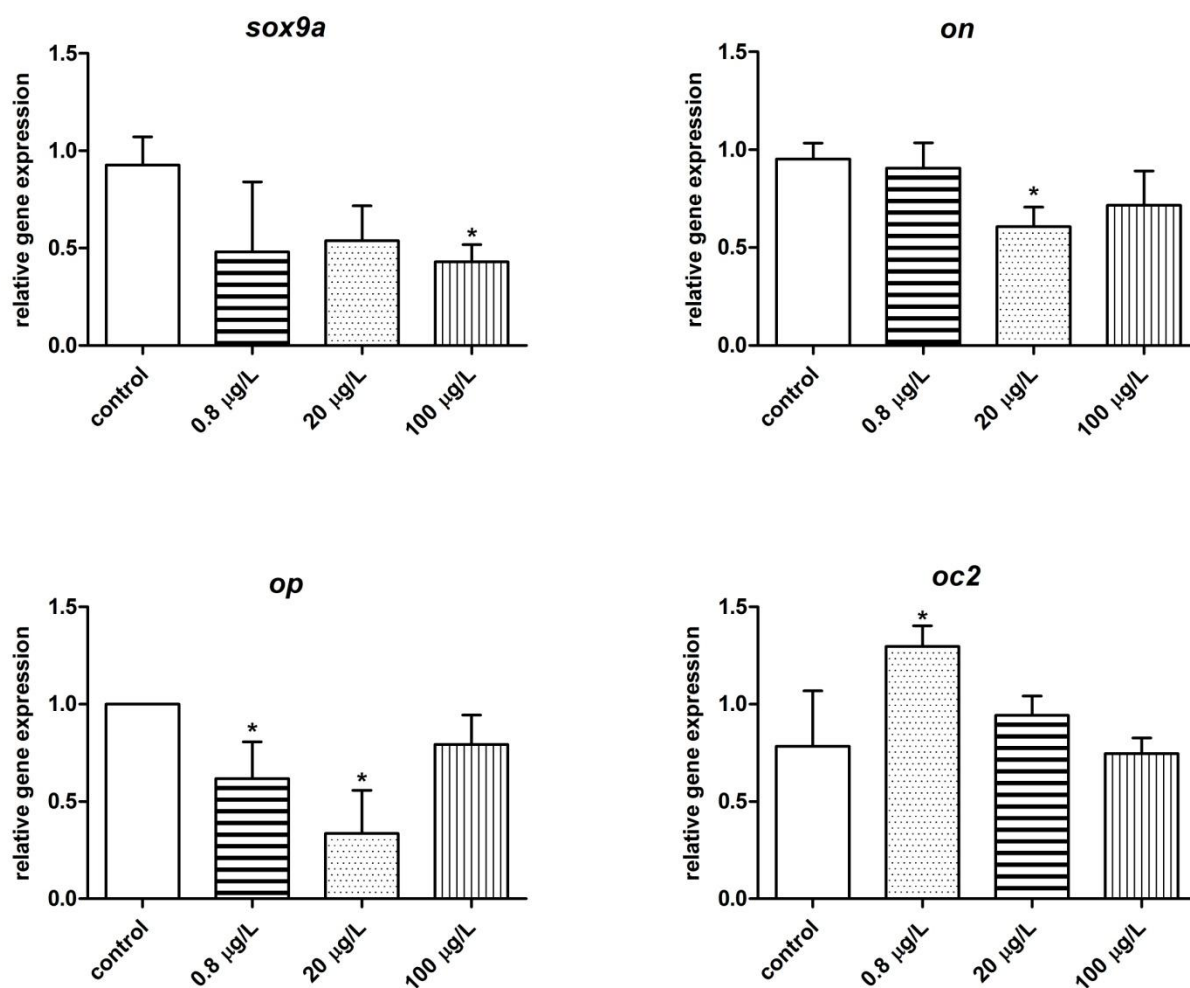 sox9a
relative gene expression
1.5
1.0
0.5
0.0
*
control
0.8 µg/L
20 µg/L
100 µg/L
on
relative gene expression
1.5
1.0
0.5
0.0
*
control
0.8 µg/L
20 µg/L
100 µg/L
op
relative gene expression
1.5
1.0
0.5
0.0
*
*
control
0.8 µg/L
20 µg/L
100 µg/L
oc2
relative gene expression
1.5
1.0
0.5
0.0
*
control
0.8 µg/L
20 µg/L
100 µg/L